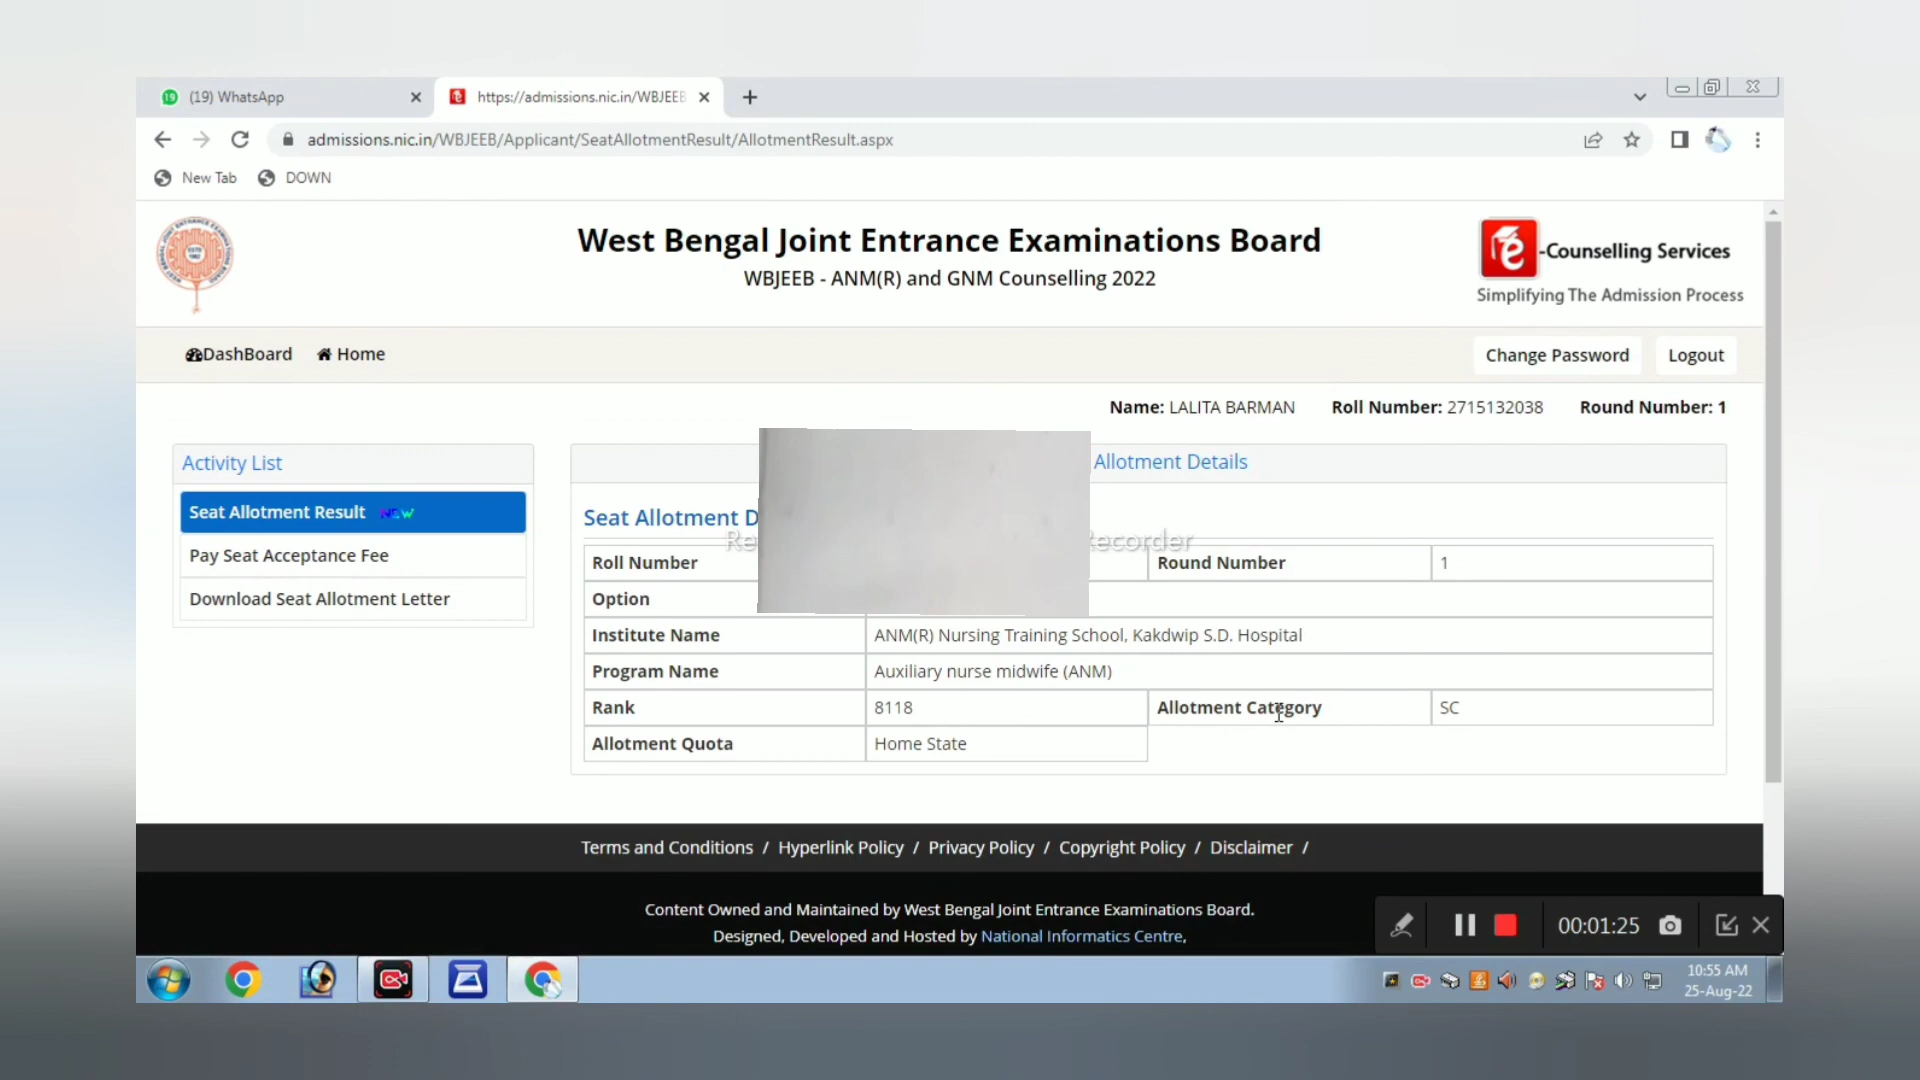 (19) WhatsApp
https://admissions.nic.in/WBJEEB
admissions.nic.in/WBJEEB/Applicant/SeatAllotmentResult/AllotmentResult.aspx
New Tab DOWN
West Bengal Joint Entrance Examinations Board
WBJEEB - ANM(R) and GNM Counselling 2022
e-Counselling Services
Simplifying The Admission Process
DashBoard Home Change Password Logout
Name: LALITA BARMAN Roll Number: 2715132038 Round Number: 1
Activity List
Seat Allotment Result NEW
Pay Seat Acceptance Fee
Download Seat Allotment Letter
Allotment Details
Seat Allotment D
Re ecorder
Roll Number Round Number 1
Option
Institute Name ANM(R) Nursing Training School, Kakdwip S.D. Hospital
Program Name Auxiliary nurse midwife (ANM)
Rank 8118 Allotment Category SC
Allotment Quota Home State
Terms and Conditions / Hyperlink Policy / Privacy Policy / Copyright Policy / Disclaimer /
Content Owned and Maintained by West Bengal Joint Entrance Examinations Board.
Designed, Developed and Hosted by National Informatics Centre,
00:01:25
10:55 AM
25-Aug-22